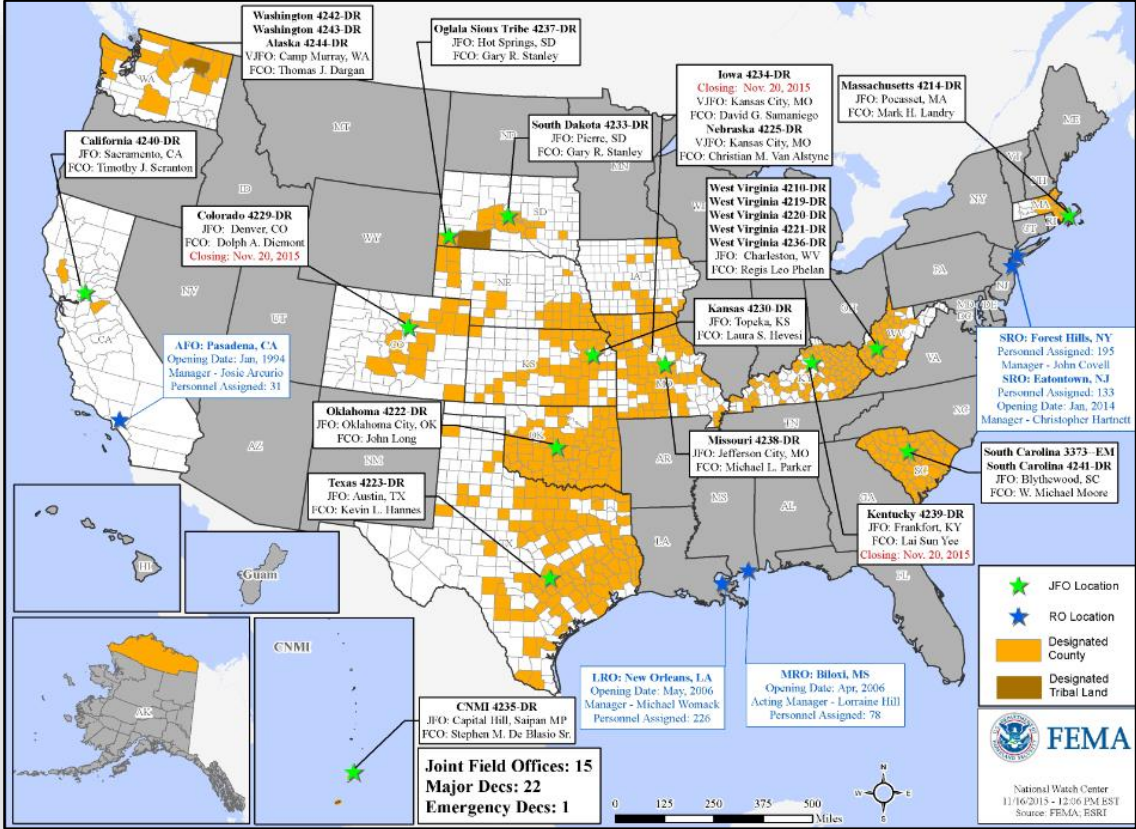 Washington 4242-DR
Washington 4243-DR
Alaska 4244-DR
VJFO: Camp Murray, WA
FCO: Thomas J. Dargan
Oglala Sioux Tribe 4237-DR
JFO: Hot Springs, SD
FCO: Gary R. Stanley
Iowa 4234-DR
Closing: Nov. 20, 2015
VJFO: Kansas City, MO
FCO: David G. Samaniego
Nebraska 4225-DR
VJFO: Kansas City, MO
FCO: Christian M. Van Alstyne
Massachusetts 4214-DR
JFO: Pocasset, MA
FCO: Mark H. Landry
California 4240-DR
JFO: Sacramento, CA
FCO: Timothy J. Scranton
South Dakota 4233-DR
JFO: Pierre, SD
FCO: Gary R. Stanley
Colorado 4229-DR
JFO: Denver, CO
FCO: Dolph A. Diemont
Closing: Nov. 20, 2015
West Virginia 4210-DR
West Virginia 4219-DR
West Virginia 4220-DR
West Virginia 4221-DR
West Virginia 4236-DR
JFO: Charleston, WV
FCO: Regis Leo Phelan
Kansas 4230-DR
JFO: Topeka, KS
FCO: Laura S. Hevesi
AFO: Pasadena, CA
Opening Date: Jan, 1994
Manager - Josie Arcurio
Personnel Assigned: 31
SRO: Forest Hills, NY
Personnel Assigned: 195
Manager - John Covell
SRO: Eatontown, NJ
Personnel Assigned: 133
Opening Date: Jan, 2014
Manager - Christopher Hartnett
Oklahoma 4222-DR
JFO: Oklahoma City, OK
FCO: John Long
Missouri 4238-DR
JFO: Jefferson City, MO
FCO: Michael L. Parker
South Carolina 3373-EM
South Carolina 4241-DR
JFO: Blythewood, SC
FCO: W. Michael Moore
Texas 4223-DR
JFO: Austin, TX
FCO: Kevin L. Hannes
Kentucky 4239-DR
JFO: Frankfort, KY
FCO: Lai Sun Yee
Closing: Nov. 20, 2015
LRO: New Orleans, LA
Opening Date: May, 2006
Manager - Michael Womack
Personnel Assigned: 226
MRO: Biloxi, MS
Opening Date: Apr, 2006
Acting Manager - Lorraine Hill
Personnel Assigned: 78
CNMI 4235-DR
JFO: Capital Hill, Saipan MP
FCO: Stephen M. De Blasio Sr.
Joint Field Offices: 15
Major Decs: 22
Emergency Decs: 1
WA
MT
ND
MN
ID
WY
SD
WI
NY
VT
NH
ME
MA
RI
CT
PA
NJ
NV
UT
CO
NE
IA
OH
WV
VA
MD
DE
DC
CA
KS
MO
KY
TN
NC
AZ
NM
OK
AR
SC
MS
AL
GA
LA
FL
HI
Guam
AK
CNMI
JFO Location
RO Location
Designated County
Designated Tribal Land
FEMA
National Watch Center
11/16/2015 - 12:06 PM EST
Source: FEMA; ESRI
N
W
E
S
0 125 250 375 500
Miles